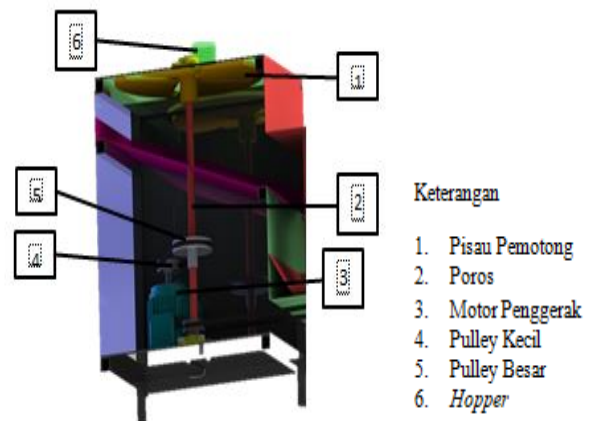 6
1
5
2
4
3
Keterangan
1. Pisau Pemotong
2. Poros
3. Motor Penggerak
4. Pulley Kecil
5. Pulley Besar
6. Hopper